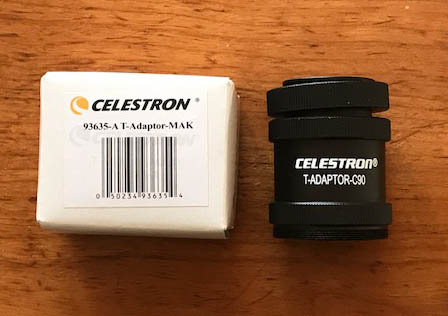 CELESTRON®
93635-A T-Adaptor-MAK
0 50234 93635 4
CELESTRON®
T-ADAPTOR-C90